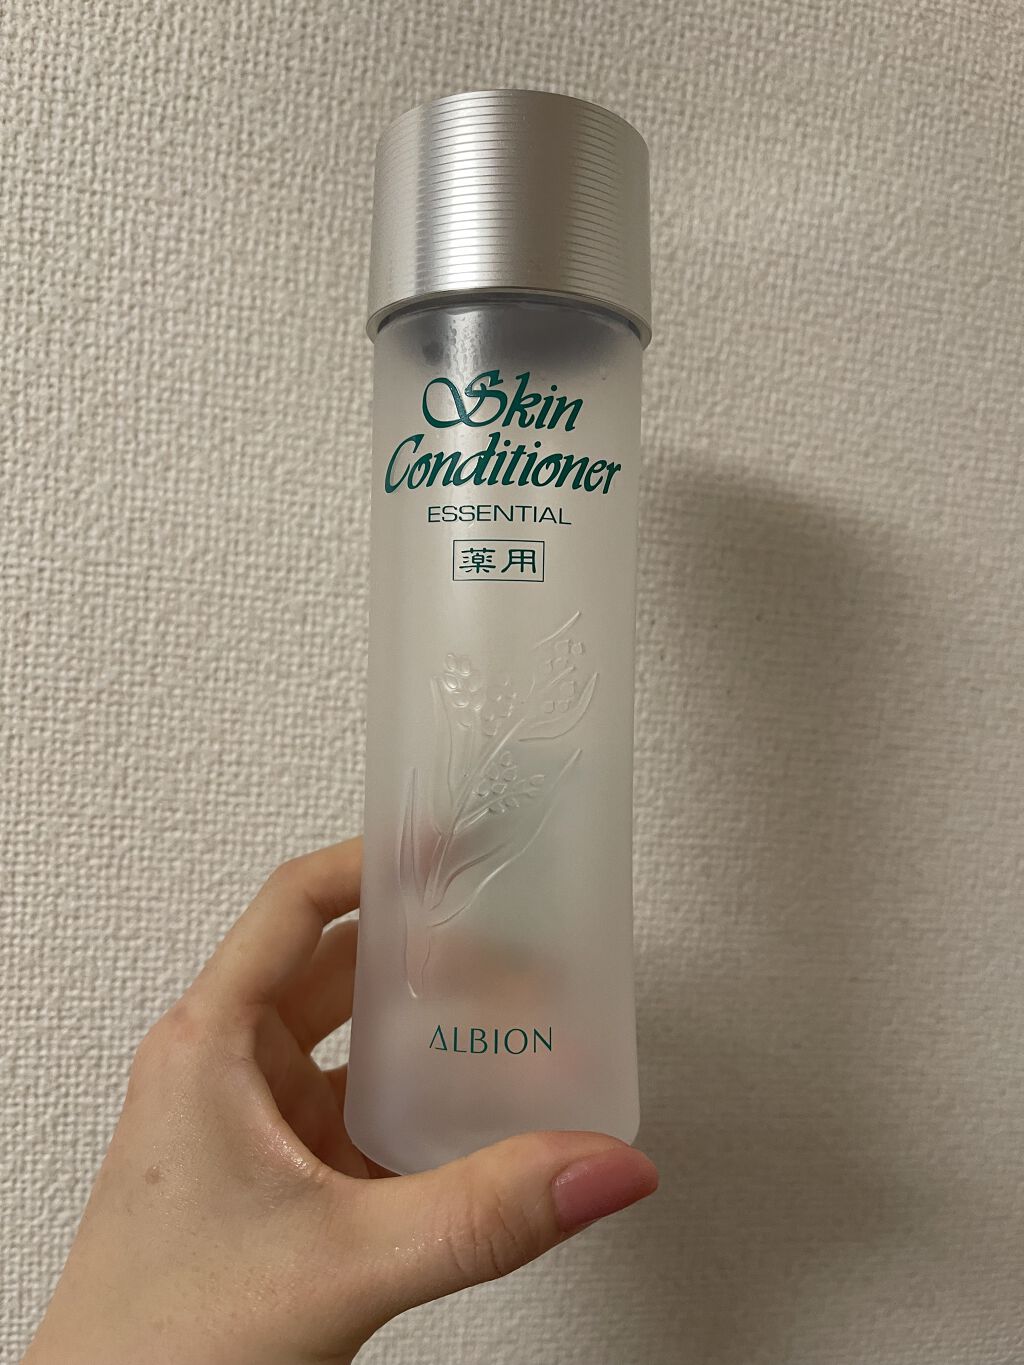 Skin
Conditioner
ESSENTIAL
薬用
ALBION